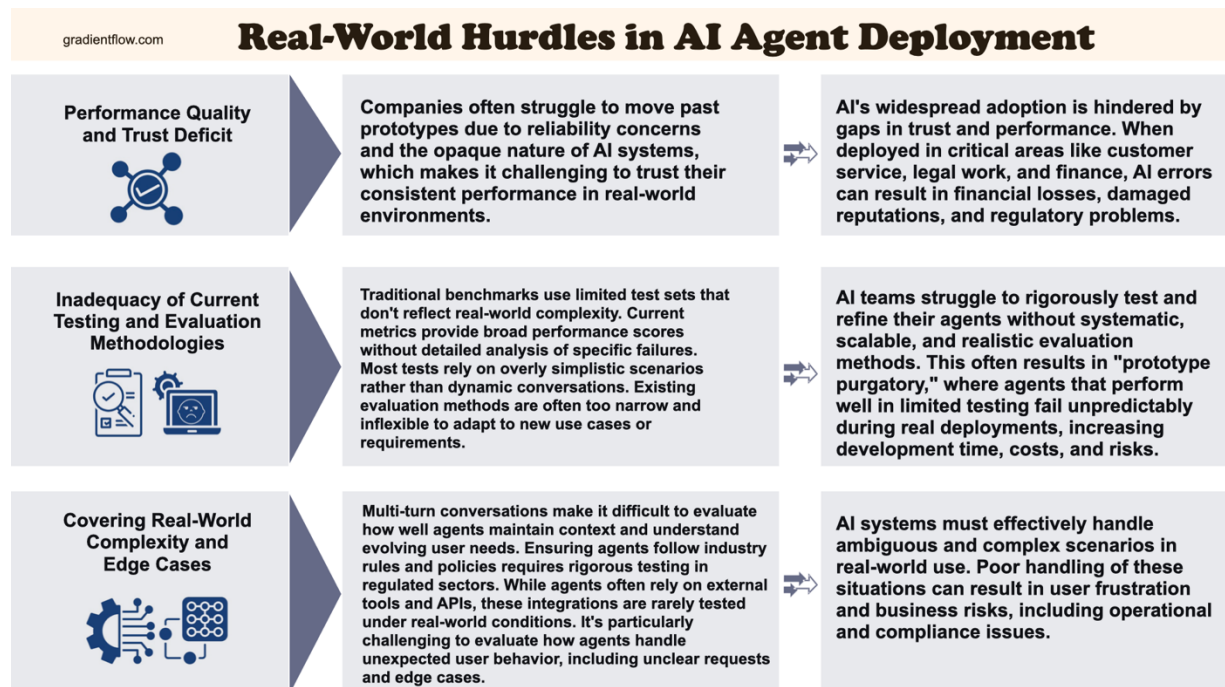 gradientflow.com
Real-World Hurdles in AI Agent Deployment
Performance Quality
and Trust Deficit
Companies often struggle to move past
prototypes due to reliability concerns
and the opaque nature of AI systems,
which makes it challenging to trust their
consistent performance in real-world
environments.
AI's widespread adoption is hindered by
gaps in trust and performance. When
deployed in critical areas like customer
service, legal work, and finance, AI errors
can result in financial losses, damaged
reputations, and regulatory problems.
Inadequacy of Current
Testing and Evaluation
Methodologies
Traditional benchmarks use limited test sets that
don't reflect real-world complexity. Current
metrics provide broad performance scores
without detailed analysis of specific failures.
Most tests rely on overly simplistic scenarios
rather than dynamic conversations. Existing
evaluation methods are often too narrow and
inflexible to adapt to new use cases or
requirements.
AI teams struggle to rigorously test and
refine their agents without systematic,
scalable, and realistic evaluation
methods. This often results in "prototype
purgatory," where agents that perform
well in limited testing fail unpredictably
during real deployments, increasing
development time, costs, and risks.
Covering Real-World
Complexity and
Edge Cases
Multi-turn conversations make it difficult to evaluate
how well agents maintain context and understand
evolving user needs. Ensuring agents follow industry
rules and policies requires rigorous testing in
regulated sectors. While agents often rely on external
tools and APIs, these integrations are rarely tested
under real-world conditions. It's particularly
challenging to evaluate how agents handle
unexpected user behavior, including unclear requests
and edge cases.
AI systems must effectively handle
ambiguous and complex scenarios in
real-world use. Poor handling of these
situations can result in user frustration
and business risks, including operational
and compliance issues.